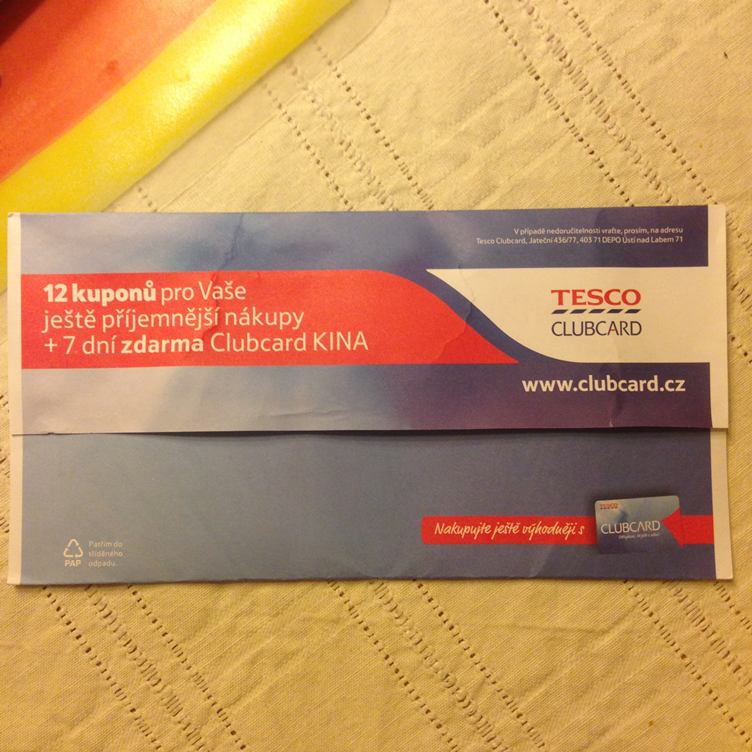 V případě nedoručitelnosti vraťte, prosím, na adresu
Tesco Clubcard, Jateční 436/77, 403 71 DEPO Ústí nad Labem 71
12 kuponů pro Vaše
ještě příjemnější nákupy
+ 7 dní zdarma Clubcard KINA
TESCO
CLUBCARD
www.clubcard.cz
Nakupujte ještě výhodněji s
TESCO
CLUBCARD
PAP
Patřím do
tříděného
odpadu.